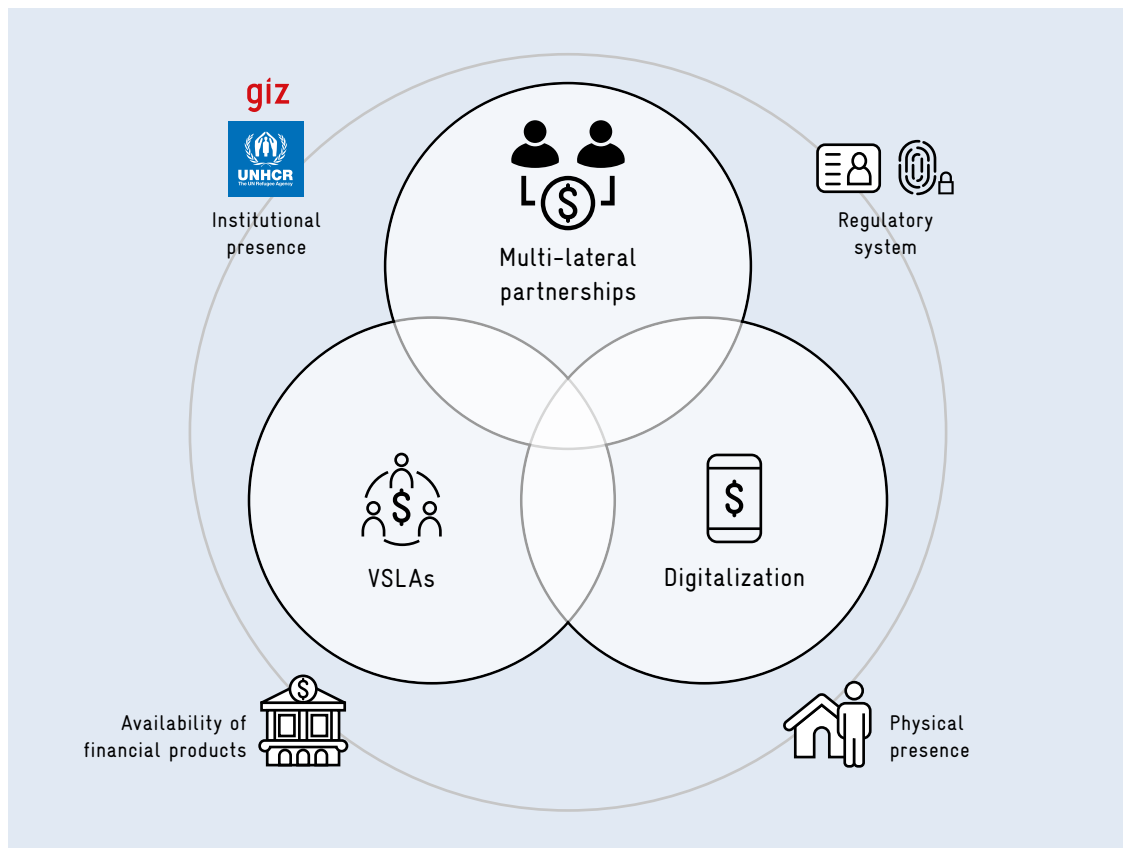 giz
UNHCR
The UN Refugee Agency
Institutional
presence
Regulatory
system
$
Multi-lateral
partnerships
$
VSLAs
$
Digitalization
$
Availability of
financial products
Physical
presence